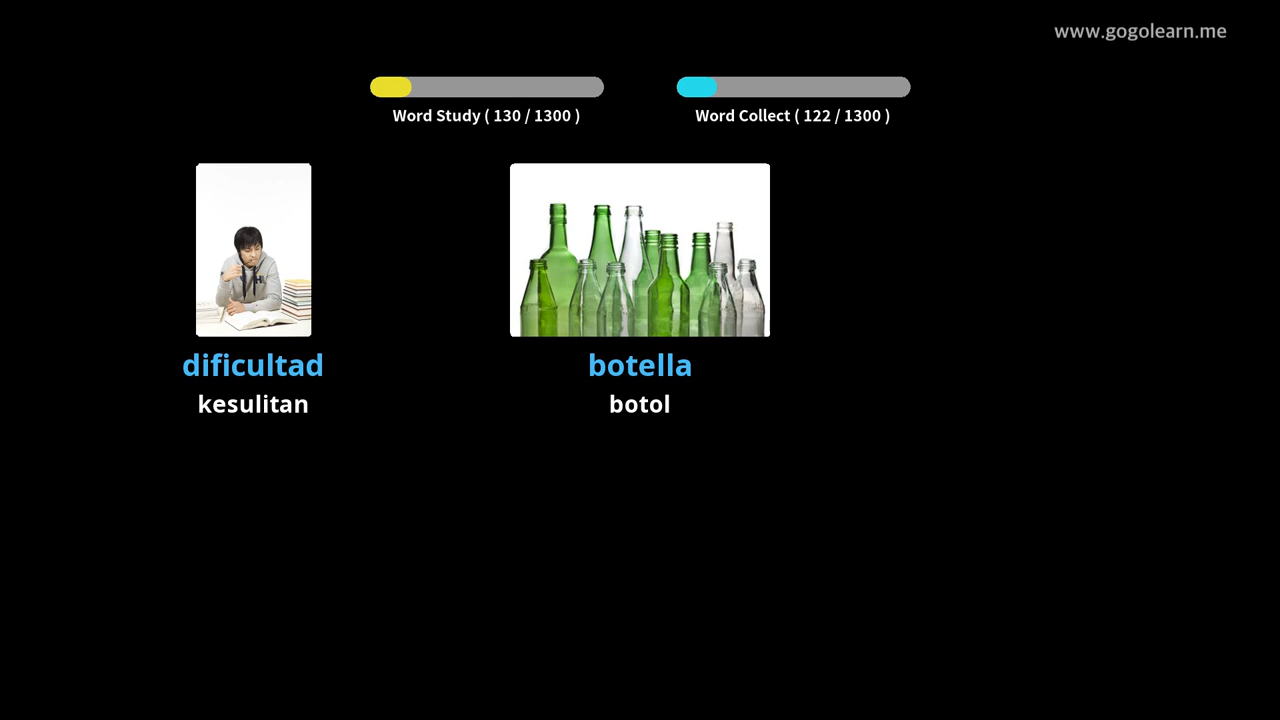 www.gogolearn.me
Word Study ( 130 / 1300 )
Word Collect ( 122 / 1300 )
dificultad
kesulitan
botella
botol